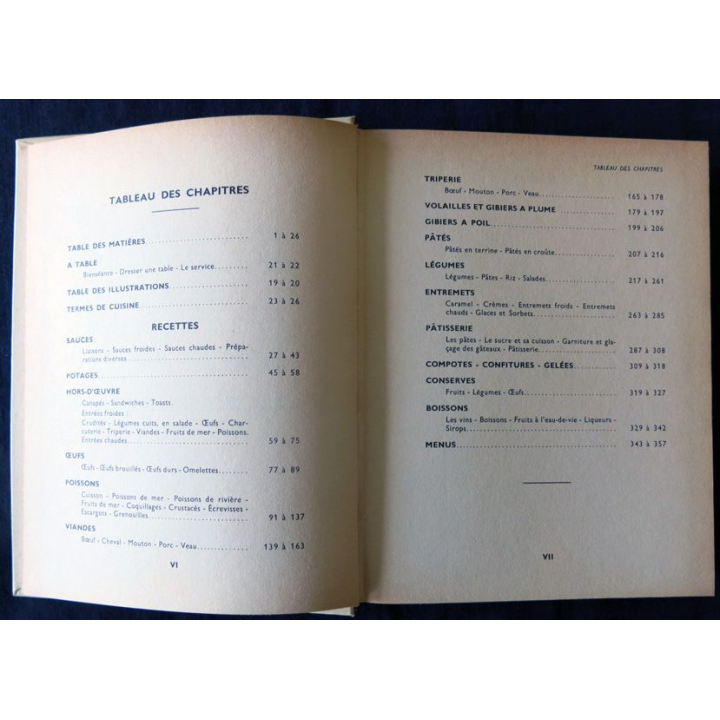 TABLEAU DES CHAPITRES
TABLE DES MATIÈRES 1 à 26
A TABLE
Bienséance - Dresser une table - Le service 21 à 22
TABLE DES ILLUSTRATIONS 19 à 20
TERMES DE CUISINE 23 à 26
RECETTES
SAUCES
Liaisons - Sauces froides - Sauces chaudes - Prépa-
rations diverses 27 à 43
POTAGES 45 à 58
HORS-D'ŒUVRE
Canapés - Sandwiches - Toasts.
Entrées froides :
Crudités - Légumes cuits, en salade - Œufs - Char-
cuterie - Triperie - Viandes - Fruits de mer - Poissons.
Entrées chaudes 59 à 75
ŒUFS
Œufs - Œufs brouillés - Œufs durs - Omelettes 77 à 89
POISSONS
Cuisson - Poissons de mer - Poissons de rivière -
Fruits de mer - Coquillages - Crustacés - Écrevisses -
Escargots - Grenouilles 91 à 137
VIANDES
Bœuf - Cheval - Mouton - Porc - Veau 139 à 163
VI
TABLEAU DES CHAPITRES
TRIPERIE
Bœuf - Mouton - Porc - Veau 165 à 178
VOLAILLES ET GIBIERS A PLUME 179 à 197
GIBIERS A POIL 199 à 206
PÂTÉS
Pâtés en terrine - Pâtés en croûte 207 à 216
LÉGUMES
Légumes - Pâtes - Riz - Salades 217 à 261
ENTREMETS
Caramel - Crèmes - Entremets froids - Entremets
chauds - Glaces et Sorbets 263 à 285
PÂTISSERIE
Les pâtes - Le sucre et sa cuisson - Garniture et gla-
çage des gâteaux - Pâtisserie 287 à 308
COMPOTES - CONFITURES - GELÉES 309 à 318
CONSERVES
Fruits - Légumes - Œufs 319 à 327
BOISSONS
Les vins - Boissons - Fruits à l'eau-de-vie - Liqueurs -
Sirops 329 à 342
MENUS 343 à 357
VII